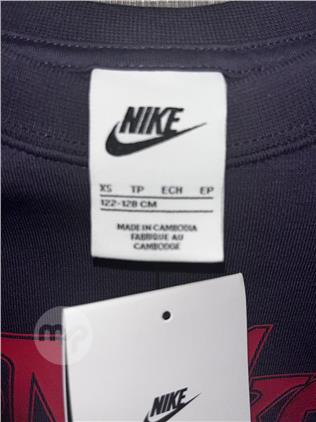 NIKE
XS TP ECH EP
122-128 CM
MADE IN CAMBODIA
FABRIQUE AU
CAMBODGE
NIKE